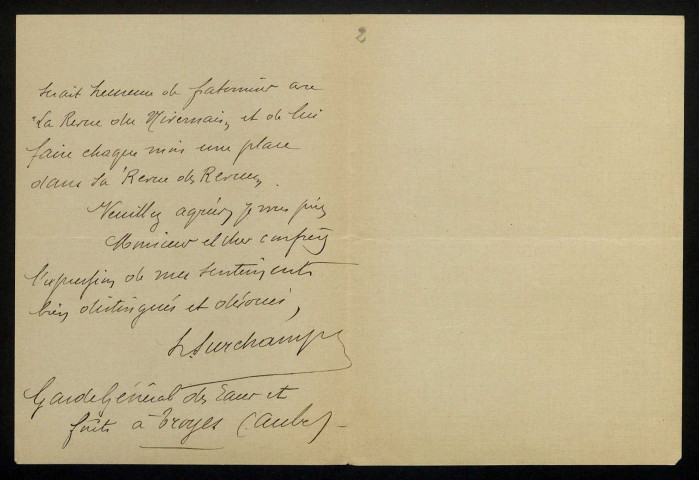 2
serait heureuse de fraterniser avec
"La Revue du Nivernais, et de lui
faire chaque mois une place
dans sa "Revue des Revues,
Veuillez agréer, je vous prie,
Monsieur et cher confrère,
l'expression de mes sentiments
bien distingués et dévoués,
Surchamp
Garde Général des Eaux et
forêts à Troyes (Aube) -